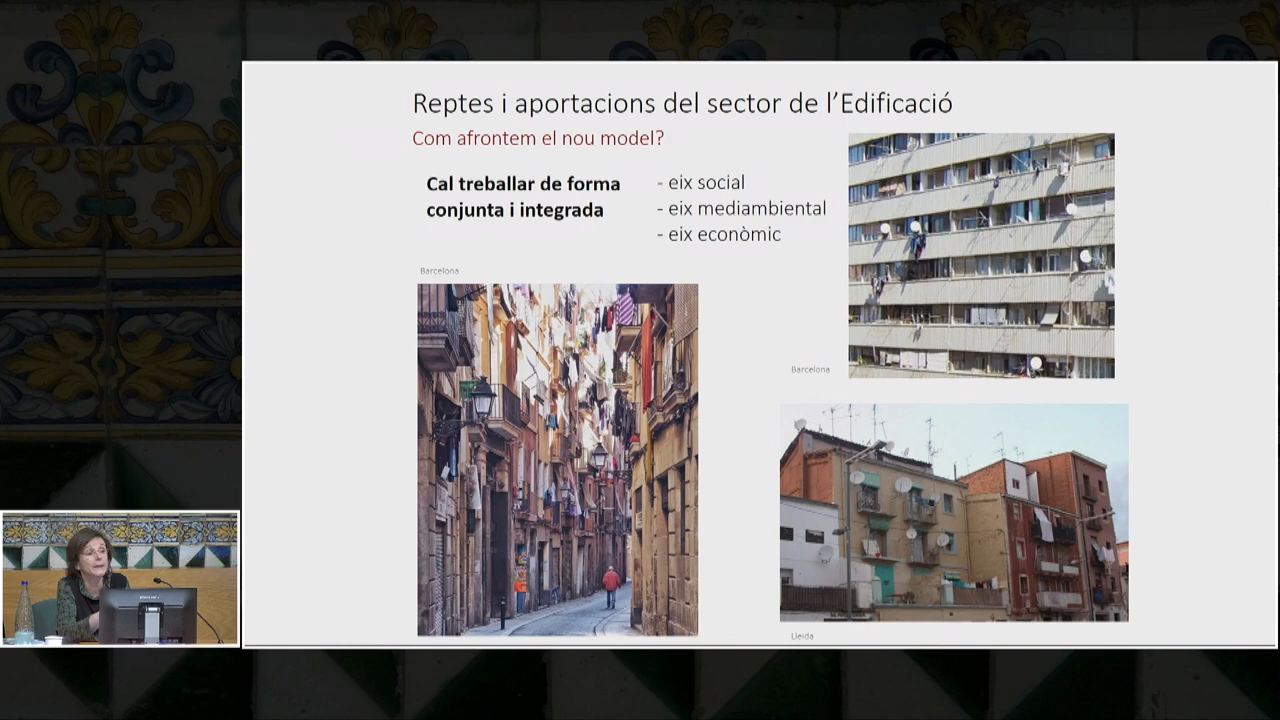 Reptes i aportacions del sector de l'Edificació
Com afrontem el nou model?
Cal treballar de forma
conjunta i integrada
- eix social
- eix mediambiental
- eix econòmic
Barcelona
Barcelona
Lleida